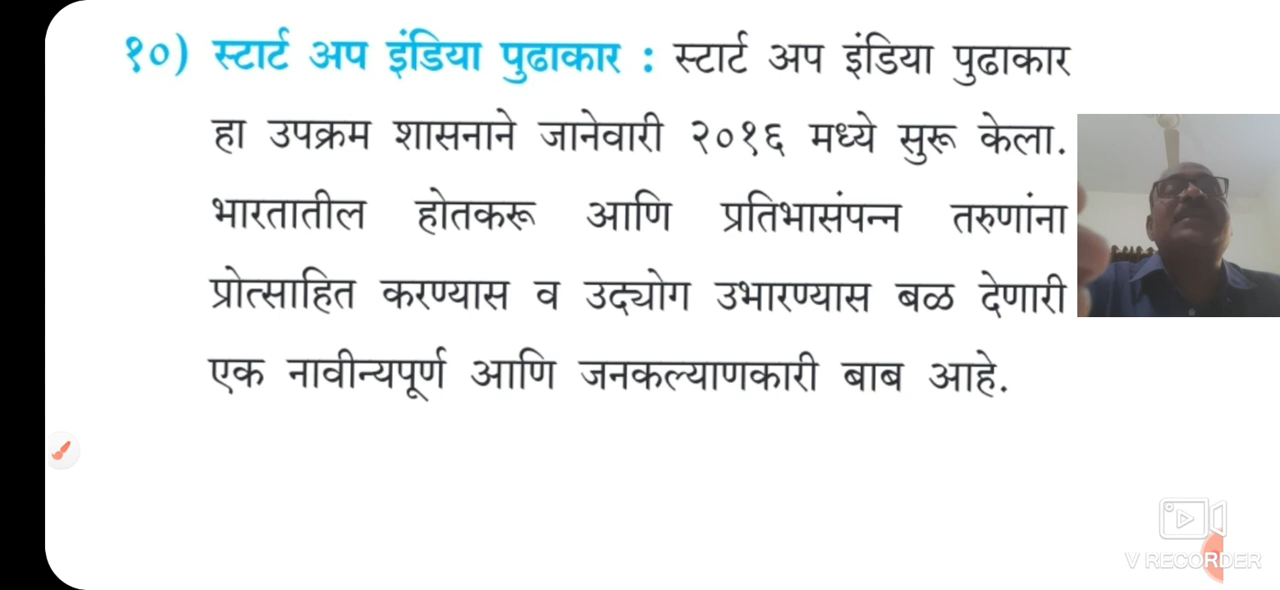 १०) स्टार्ट अप इंडिया पुढाकार : स्टार्ट अप इंडिया पुढाकार
हा उपक्रम शासनाने जानेवारी २०१६ मध्ये सुरू केला.
भारतातील होतकरू आणि प्रतिभासंपन्न तरुणांना
प्रोत्साहित करण्यास व उद्योग उभारण्यास बळ देणारी
एक नावीन्यपूर्ण आणि जनकल्याणकारी बाब आहे.
V RECORDER